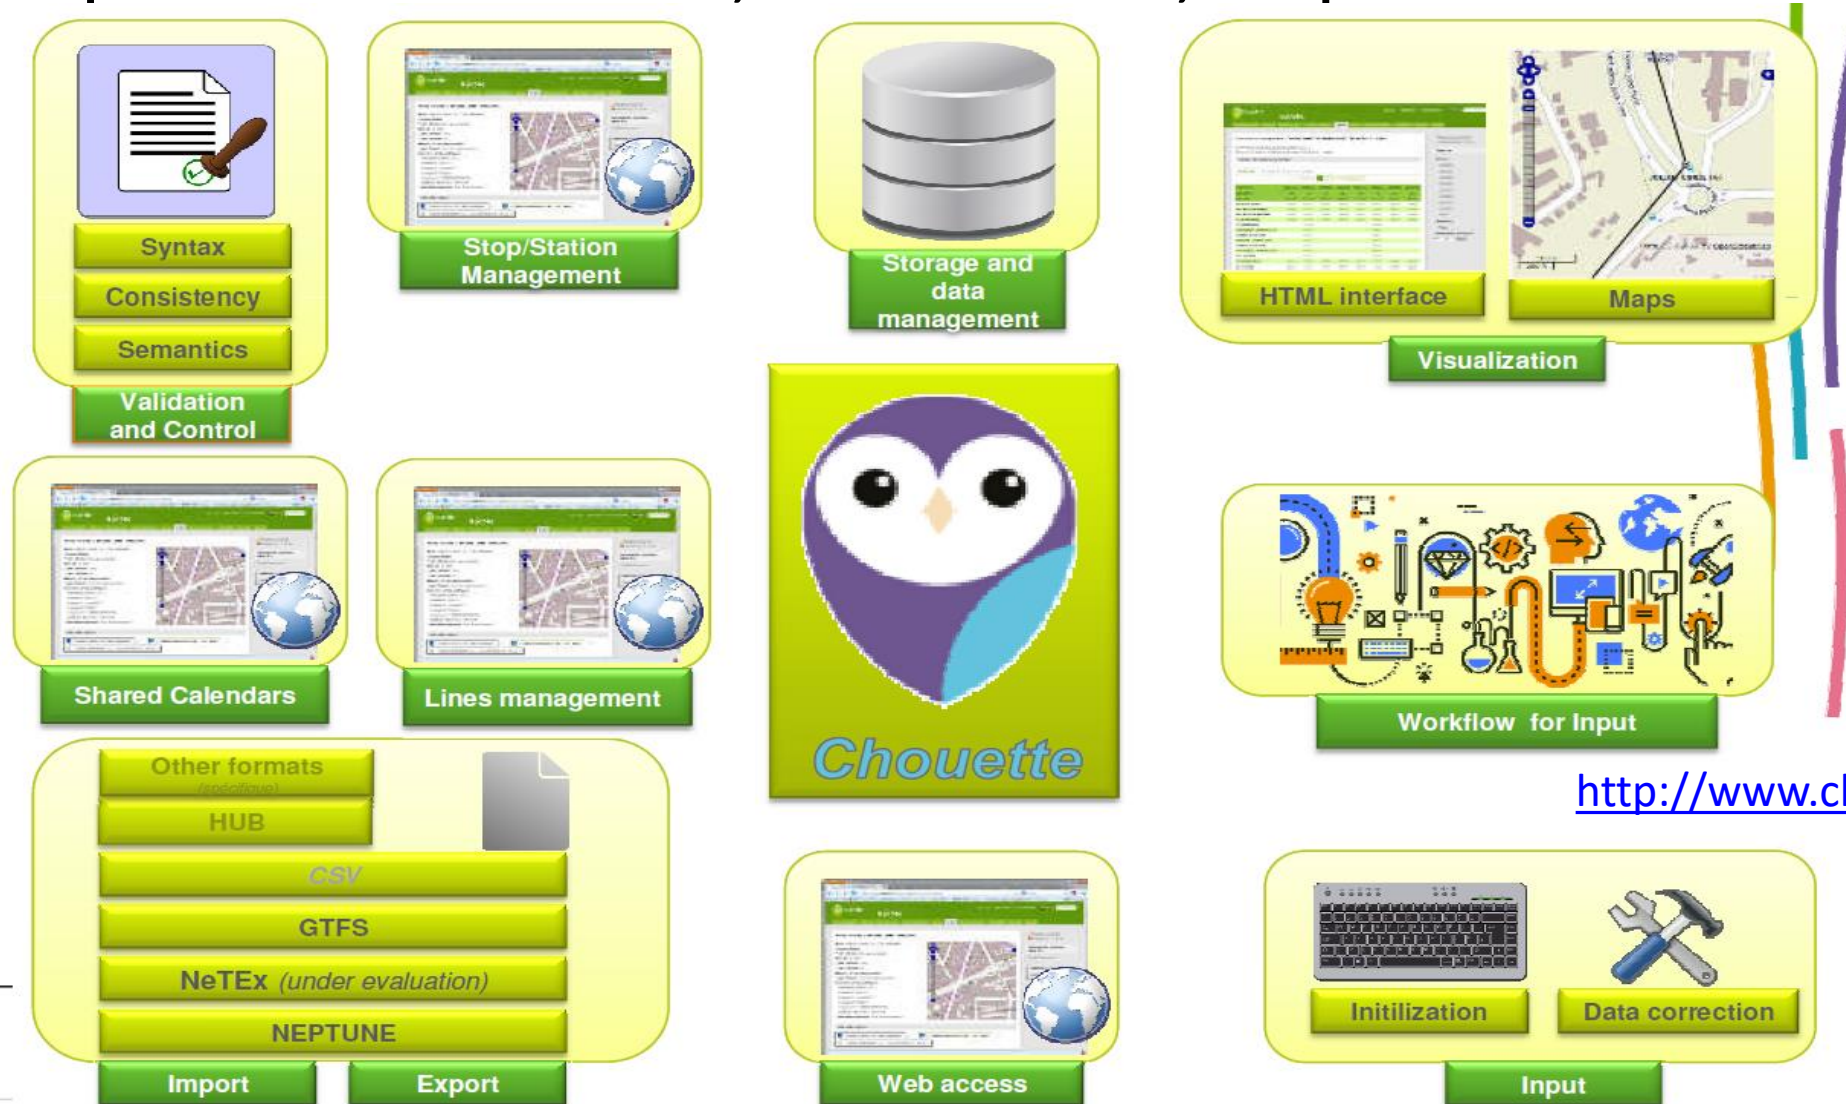 Syntax
Consistency
Semantics
Validation
and Control
Stop/Station
Management
Storage and
data
management
HTML interface
Maps
Visualization
Shared Calendars
Lines management
Chouette
Workflow for Input
http://www.cl
Other formats
(spécifique)
HUB
CSV
GTFS
NeTEx (under evaluation)
NEPTUNE
Import
Export
Web access
Initilization
Data correction
Input